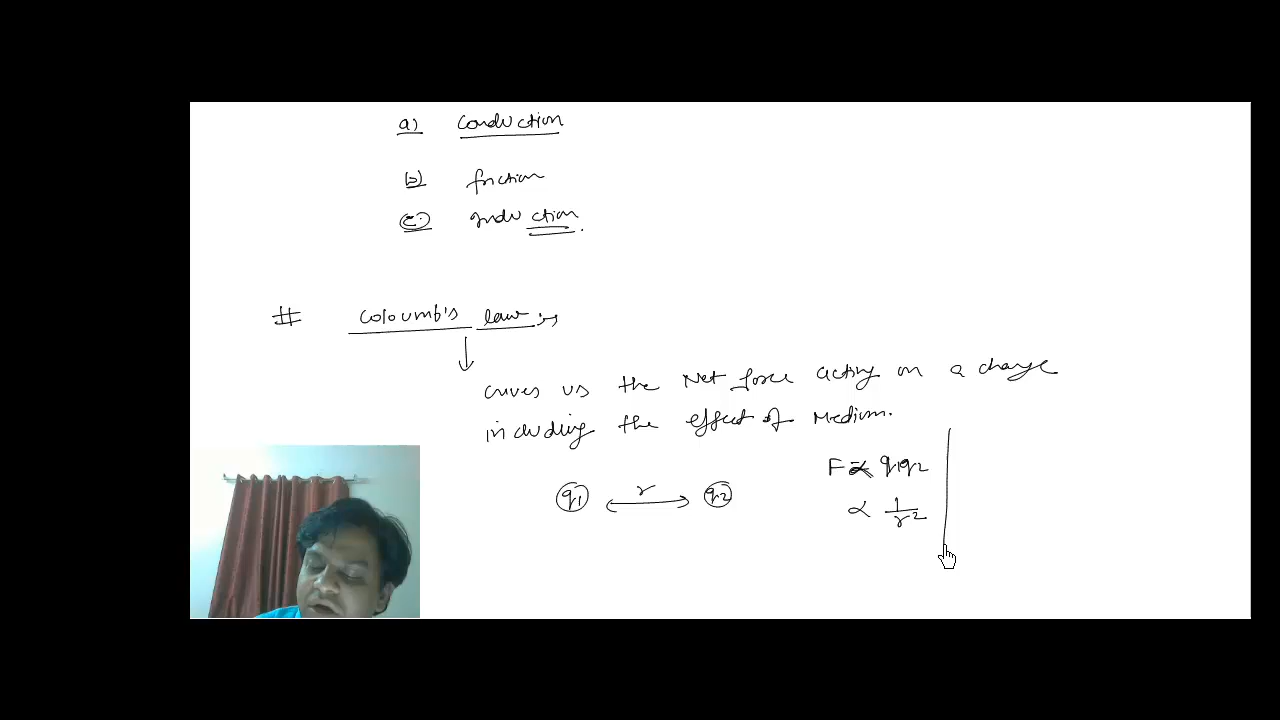 a) Conduction
b) friction
c) Induction.
# Coloumb's law :→
Gives us the Net force acting on a charge
including the effect of Medium.
F ∝ q1q2
q1 r q2
∝ 1/r2